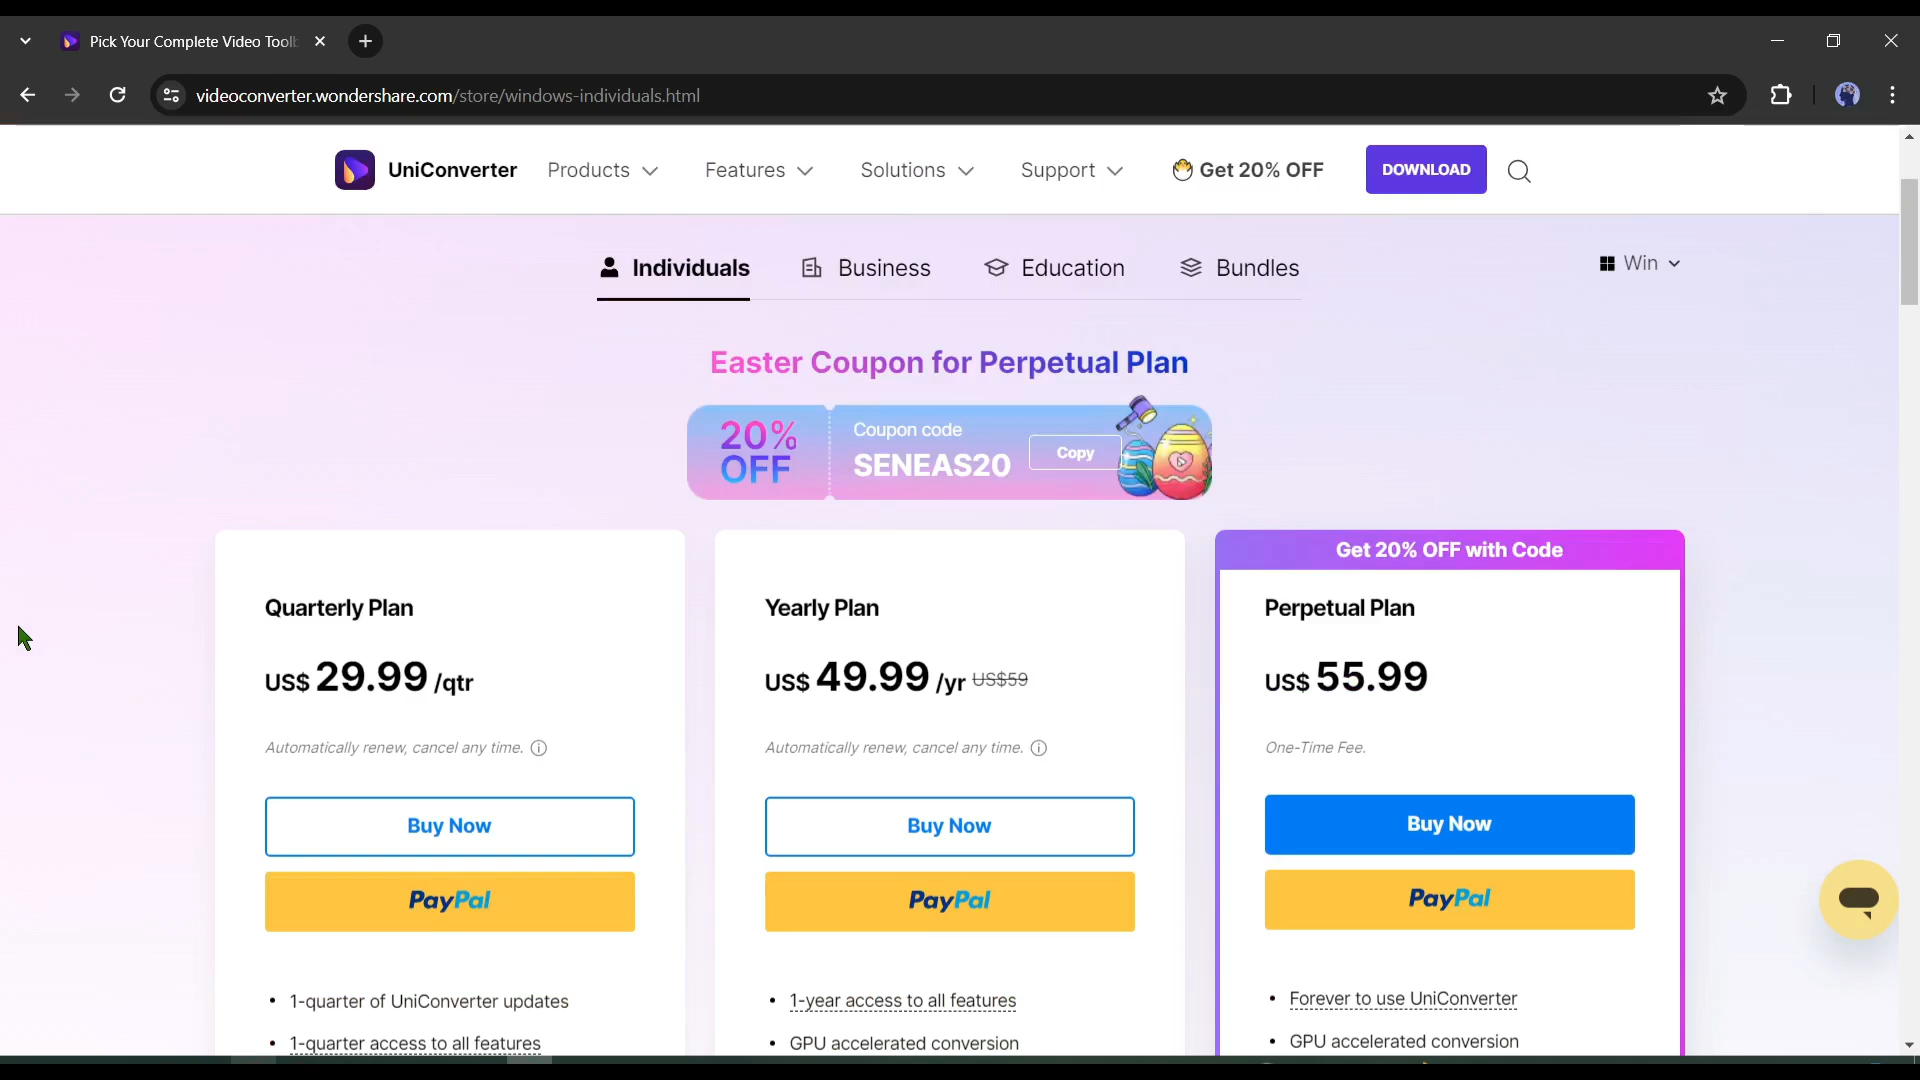 Pick Your Complete Video Toolb
videoconverter.wondershare.com/store/windows-individuals.html
UniConverter Products Features Solutions Support Get 20% OFF DOWNLOAD
Individuals Business Education Bundles Win
Easter Coupon for Perpetual Plan
20% OFF
Coupon code
SENEAS20
Copy
Quarterly Plan
US$ 29.99 /qtr
Automatically renew, cancel any time.
Buy Now
PayPal
• 1-quarter of UniConverter updates
• 1-quarter access to all features
Yearly Plan
US$ 49.99 /yr US$59
Automatically renew, cancel any time.
Buy Now
PayPal
• 1-year access to all features
• GPU accelerated conversion
Get 20% OFF with Code
Perpetual Plan
US$ 55.99
One-Time Fee.
Buy Now
PayPal
• Forever to use UniConverter
• GPU accelerated conversion